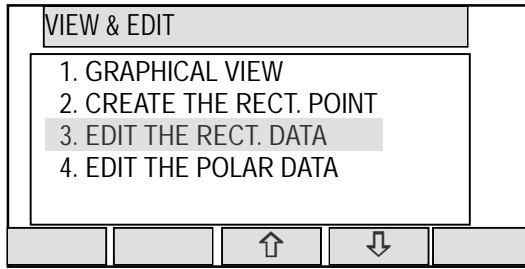 VIEW & EDIT
1. GRAPHICAL VIEW
2. CREATE THE RECT. POINT
3. EDIT THE RECT. DATA
4. EDIT THE POLAR DATA